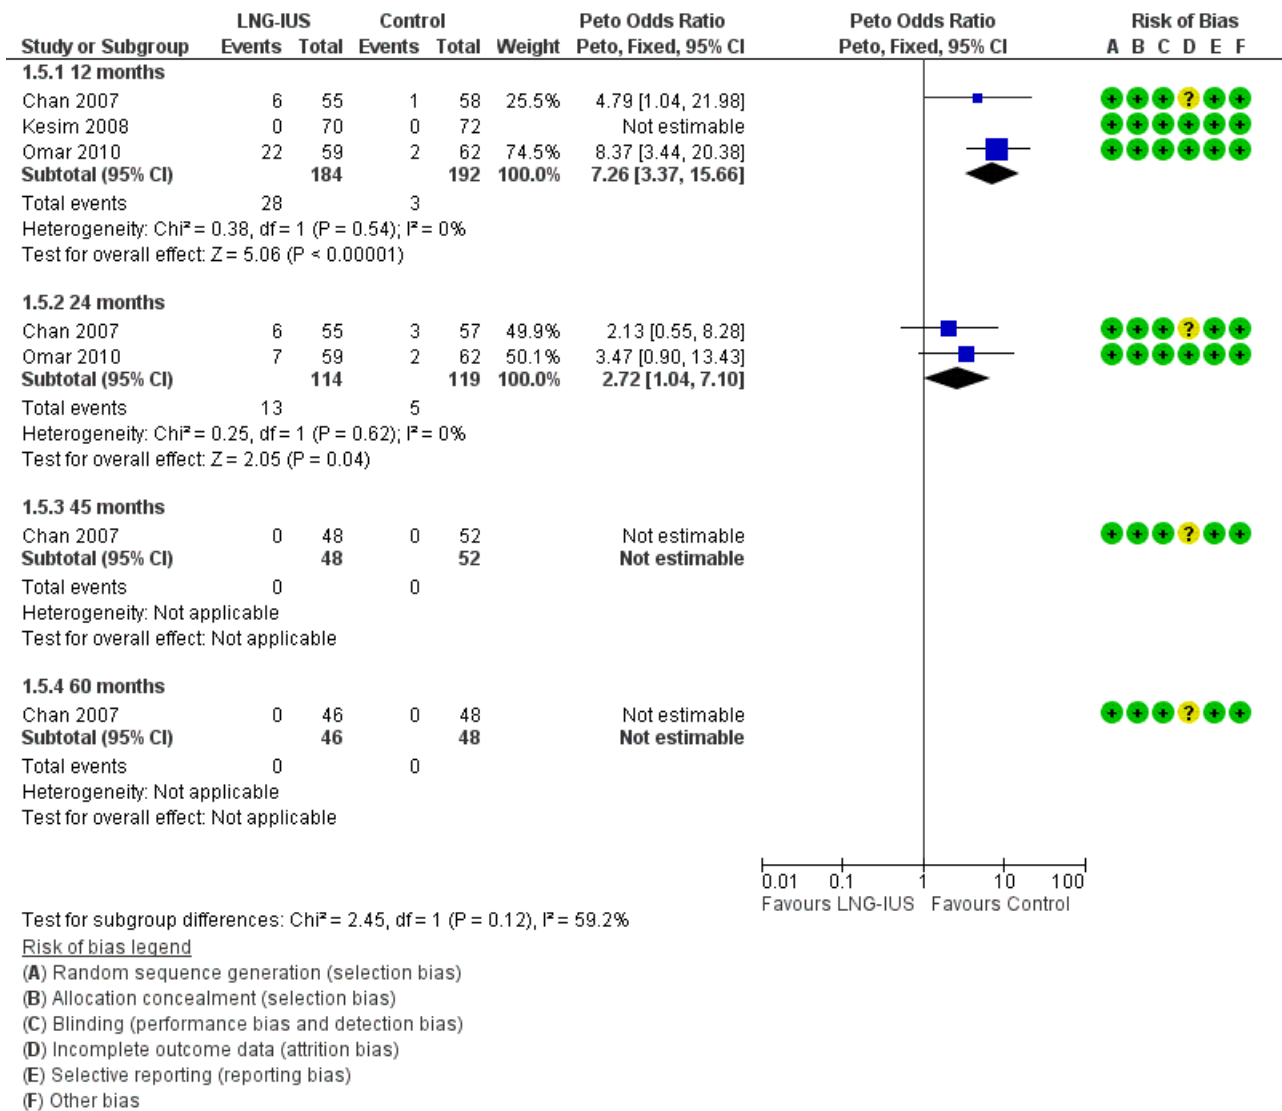 LNG-IUS Control Peto Odds Ratio Peto Odds Ratio Risk of Bias
Study or Subgroup Events Total Events Total Weight Peto, Fixed, 95% CI Peto, Fixed, 95% CI A B C D E F
1.5.1 12 months
Chan 2007 6 55 1 58 25.5% 4.79 [1.04, 21.98] + + + ? + +
Kesim 2008 0 70 0 72 Not estimable + + + + + +
Omar 2010 22 59 2 62 74.5% 8.37 [3.44, 20.38] + + + + + +
Subtotal (95% CI) 184 192 100.0% 7.26 [3.37, 15.66]
Total events 28 3
Heterogeneity: Chi² = 0.38, df = 1 (P = 0.54); I² = 0%
Test for overall effect: Z = 5.06 (P < 0.00001)
1.5.2 24 months
Chan 2007 6 55 3 57 49.9% 2.13 [0.55, 8.28] + + + ? + +
Omar 2010 7 59 2 62 50.1% 3.47 [0.90, 13.43] + + + + + +
Subtotal (95% CI) 114 119 100.0% 2.72 [1.04, 7.10]
Total events 13 5
Heterogeneity: Chi² = 0.25, df = 1 (P = 0.62); I² = 0%
Test for overall effect: Z = 2.05 (P = 0.04)
1.5.3 45 months
Chan 2007 0 48 0 52 Not estimable + + + ? + +
Subtotal (95% CI) 48 52 Not estimable
Total events 0 0
Heterogeneity: Not applicable
Test for overall effect: Not applicable
1.5.4 60 months
Chan 2007 0 46 0 48 Not estimable + + + ? + +
Subtotal (95% CI) 46 48 Not estimable
Total events 0 0
Heterogeneity: Not applicable
Test for overall effect: Not applicable
0.01 0.1 1 10 100
Favours LNG-IUS Favours Control
Test for subgroup differences: Chi² = 2.45, df = 1 (P = 0.12), I² = 59.2%
Risk of bias legend
(A) Random sequence generation (selection bias)
(B) Allocation concealment (selection bias)
(C) Blinding (performance bias and detection bias)
(D) Incomplete outcome data (attrition bias)
(E) Selective reporting (reporting bias)
(F) Other bias